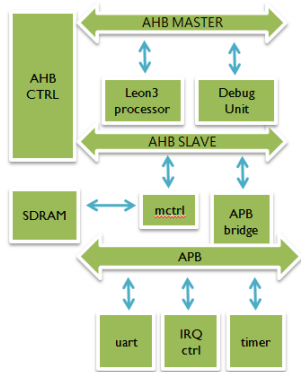 AHB MASTER
AHB
CTRL
Leon3
processor
Debug
Unit
AHB SLAVE
SDRAM
mctrl
APB
bridge
APB
uart
IRQ
ctrl
timer